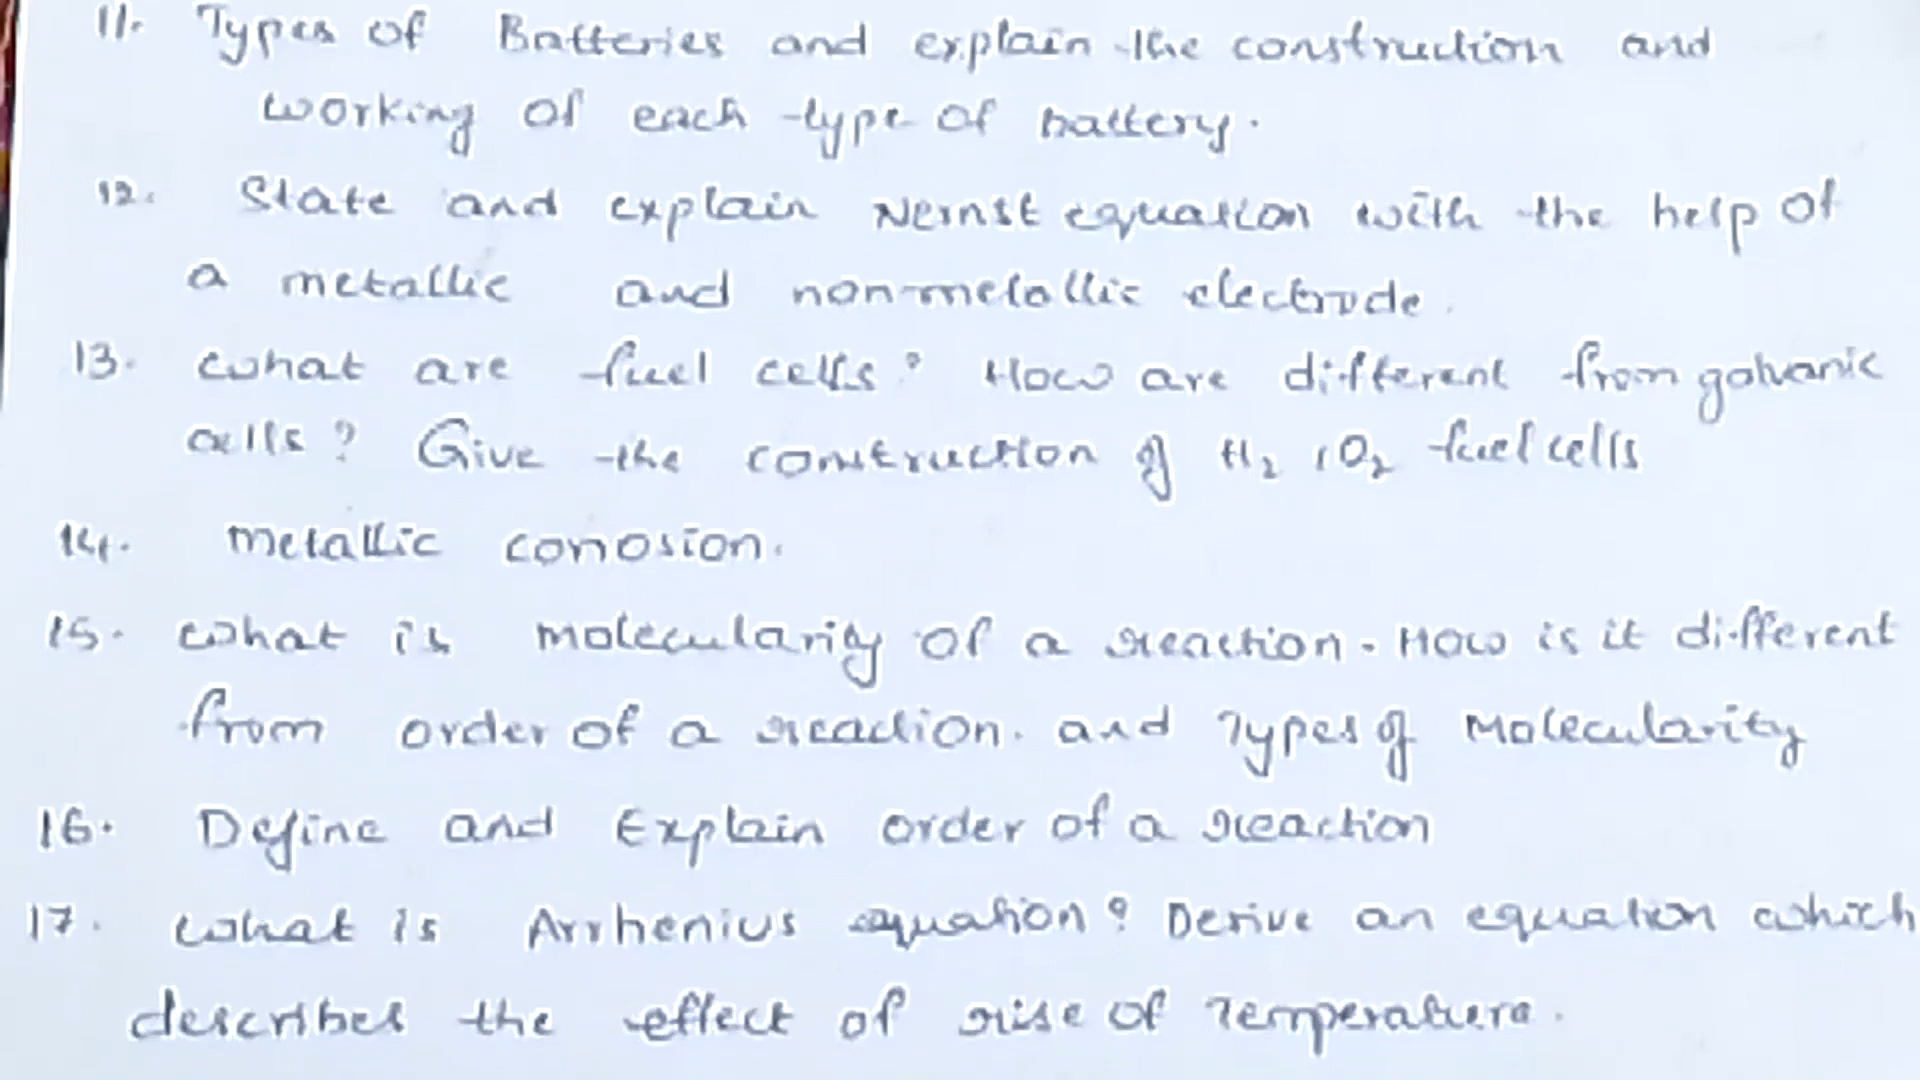 11. Types of Batteries and explain the construction and
working of each type of battery.
12. State and explain Nernst equation with the help of
a metallic and nonmetallic electrode.
13. what are fuel cells? How are different from galvanic
cells? Give the construction of H₂, O₂ fuel cells
14. metallic corrosion.
15. what is molecularity of a reaction. How is it different
from order of a reaction. and Types of Molecularity
16. Define and Explain order of a reaction
17. what is Arrhenius equation? Derive an equation which
describes the effect of rise of Temperature.